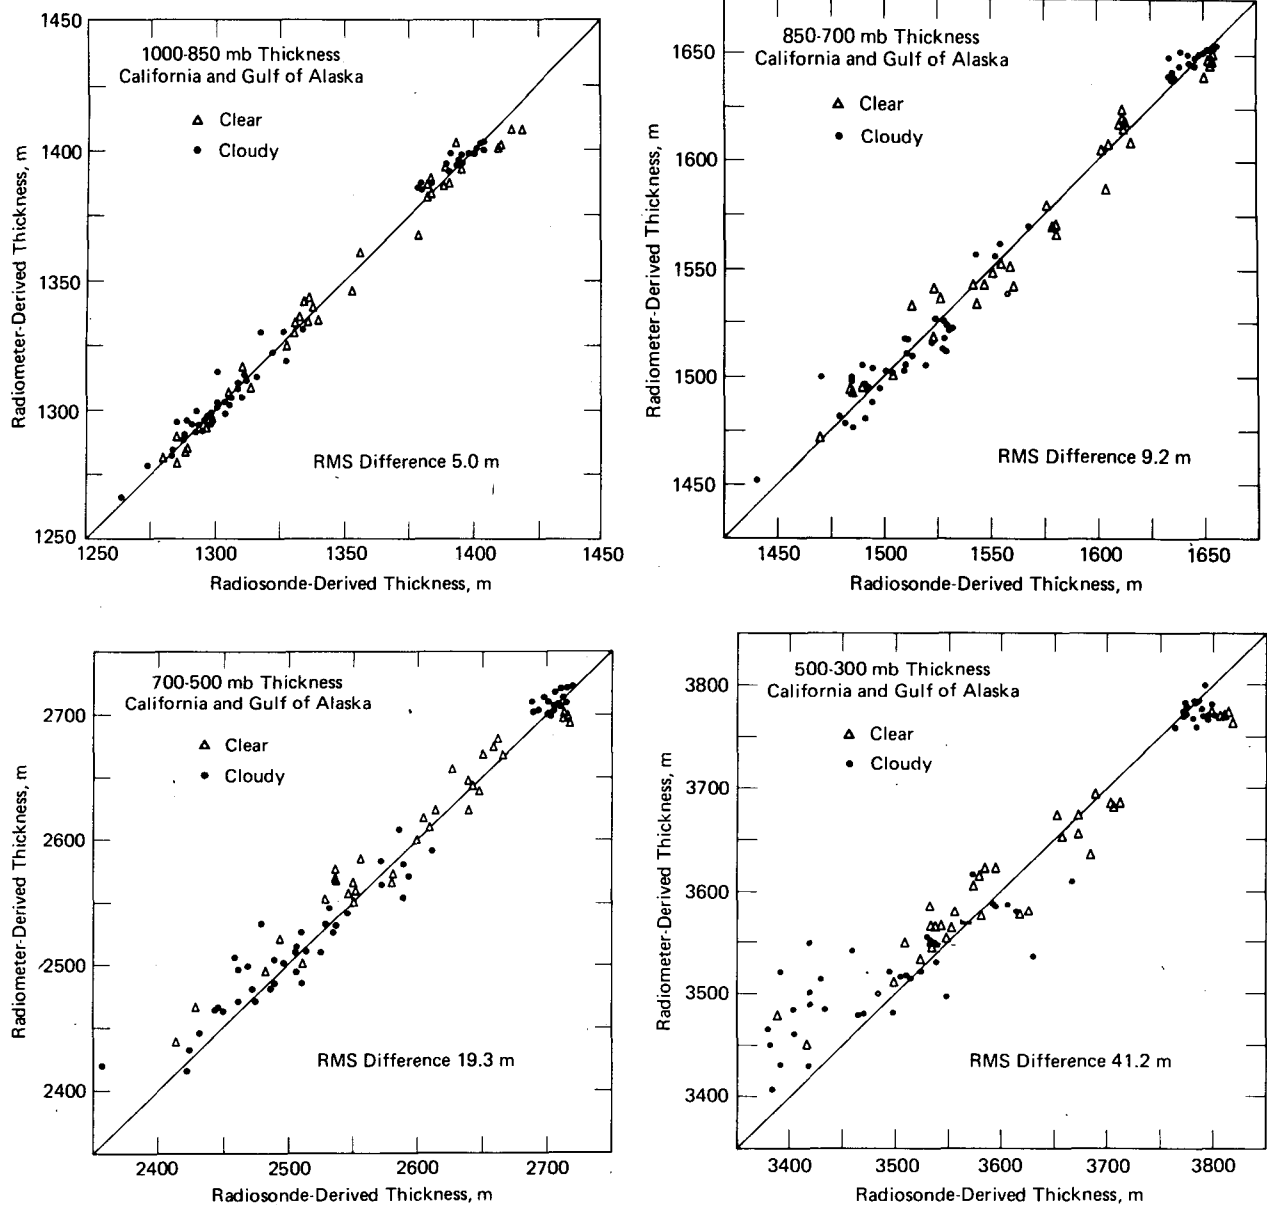 1000-850 mb Thickness
California and Gulf of Alaska
Clear
Cloudy
RMS Difference 5.0 m
Radiometer-Derived Thickness, m
1450
1400
1350
1300
1250
1250 1300 1350 1400 1450
Radiosonde-Derived Thickness, m
850-700 mb Thickness
California and Gulf of Alaska
Clear
Cloudy
RMS Difference 9.2 m
Radiometer-Derived Thickness, m
1650
1600
1550
1500
1450
1450 1500 1550 1600 1650
Radiosonde-Derived Thickness, m
700-500 mb Thickness
California and Gulf of Alaska
Clear
Cloudy
RMS Difference 19.3 m
Radiometer-Derived Thickness, m
2700
2600
2500
2400
2400 2500 2600 2700
Radiosonde-Derived Thickness, m
500-300 mb Thickness
California and Gulf of Alaska
Clear
Cloudy
RMS Difference 41.2 m
Radiometer-Derived Thickness, m
3800
3700
3600
3500
3400
3400 3500 3600 3700 3800
Radiosonde-Derived Thickness, m